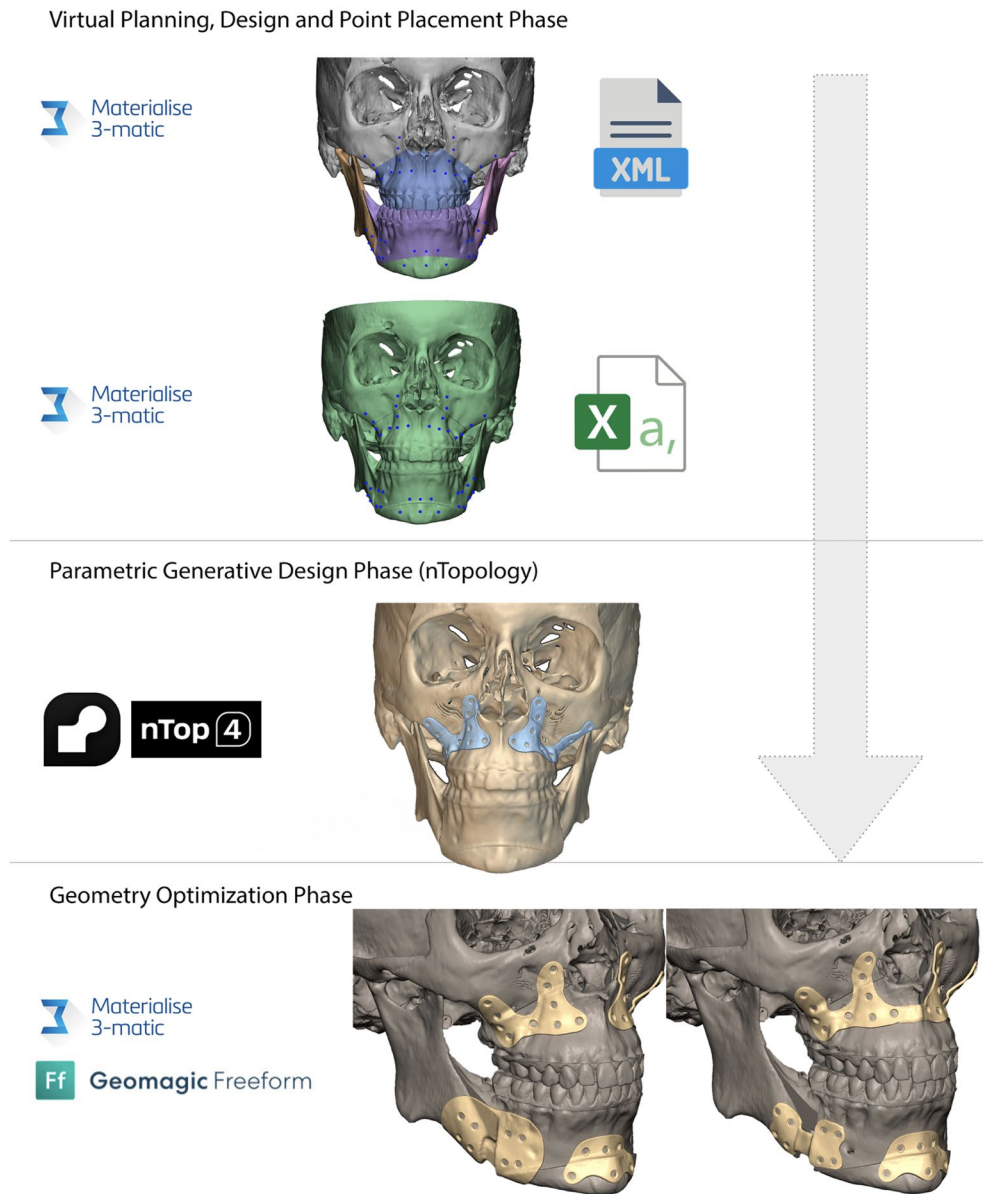 Virtual Planning, Design and Point Placement Phase
Materialise
3-matic
XML
Materialise
3-matic
X a,
Parametric Generative Design Phase (nTopology)
nTop 4
Geometry Optimization Phase
Materialise
3-matic
Ff Geomagic Freeform